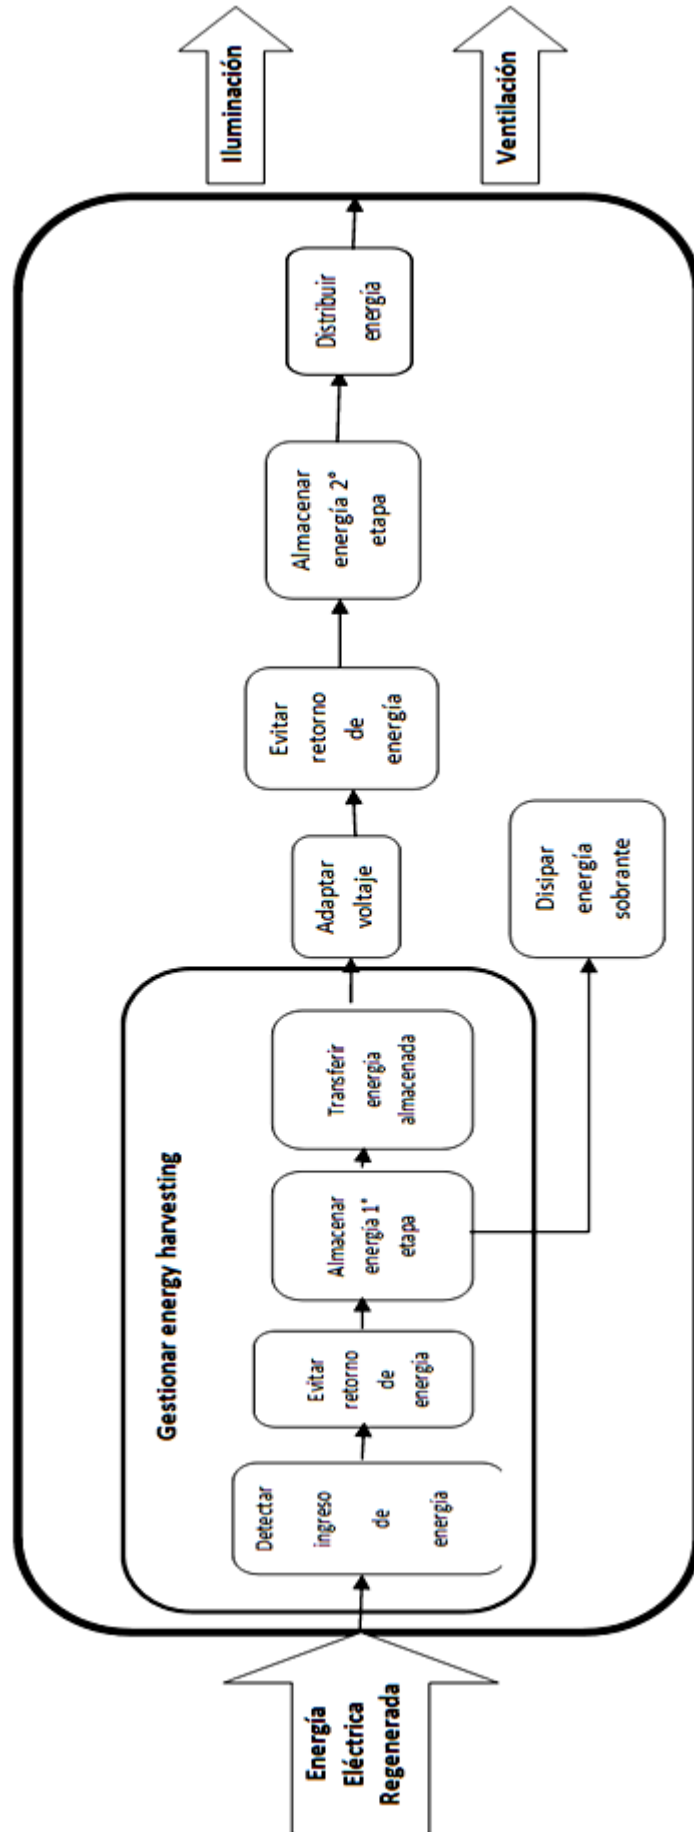 Energía
Eléctrica
Regenerada
Gestionar energy harvesting
Detectar
ingreso
de
energía
Evitar
retorno
de
energía
Almacenar
energía 1°
etapa
Transferir
energía
almacenada
Adaptar
voltaje
Evitar
retorno
de
energía
Almacenar
energía 2°
etapa
Distribuir
energía
Disipar
energía
sobrante
Iluminación
Ventilación